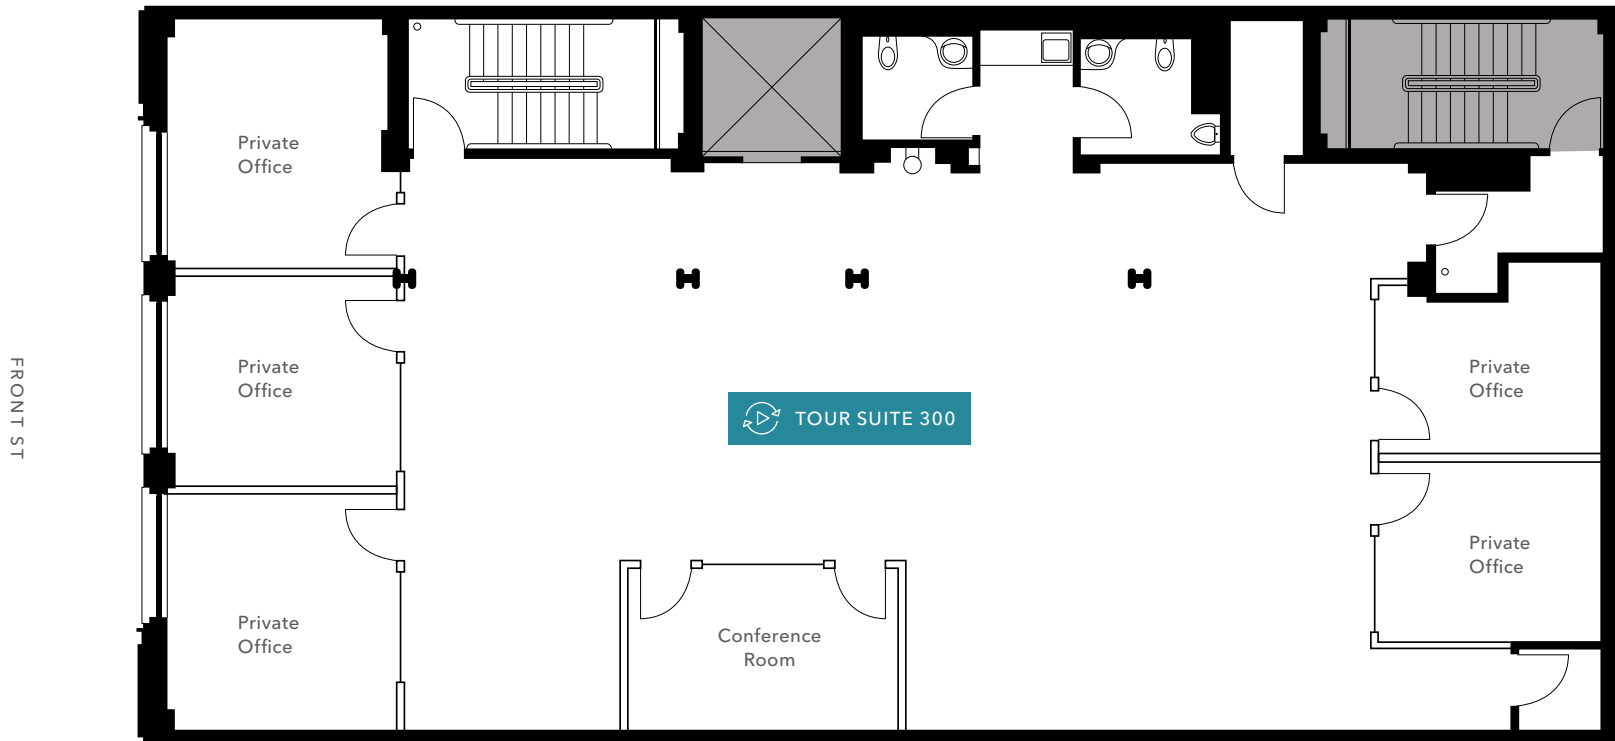 Private
Office
Private
Office
Private
Office
FRONT ST
TOUR SUITE 300
Private
Office
Private
Office
Conference
Room